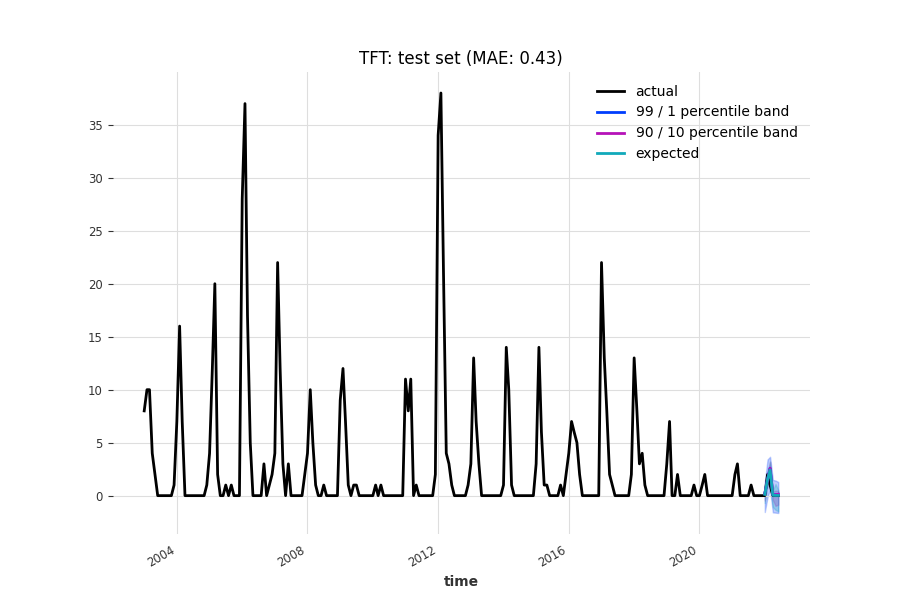 TFT: test set (MAE: 0.43)
actual
99 / 1 percentile band
90 / 10 percentile band
expected
35
30
25
20
15
10
5
0
2004
2008
2012
2016
2020
time